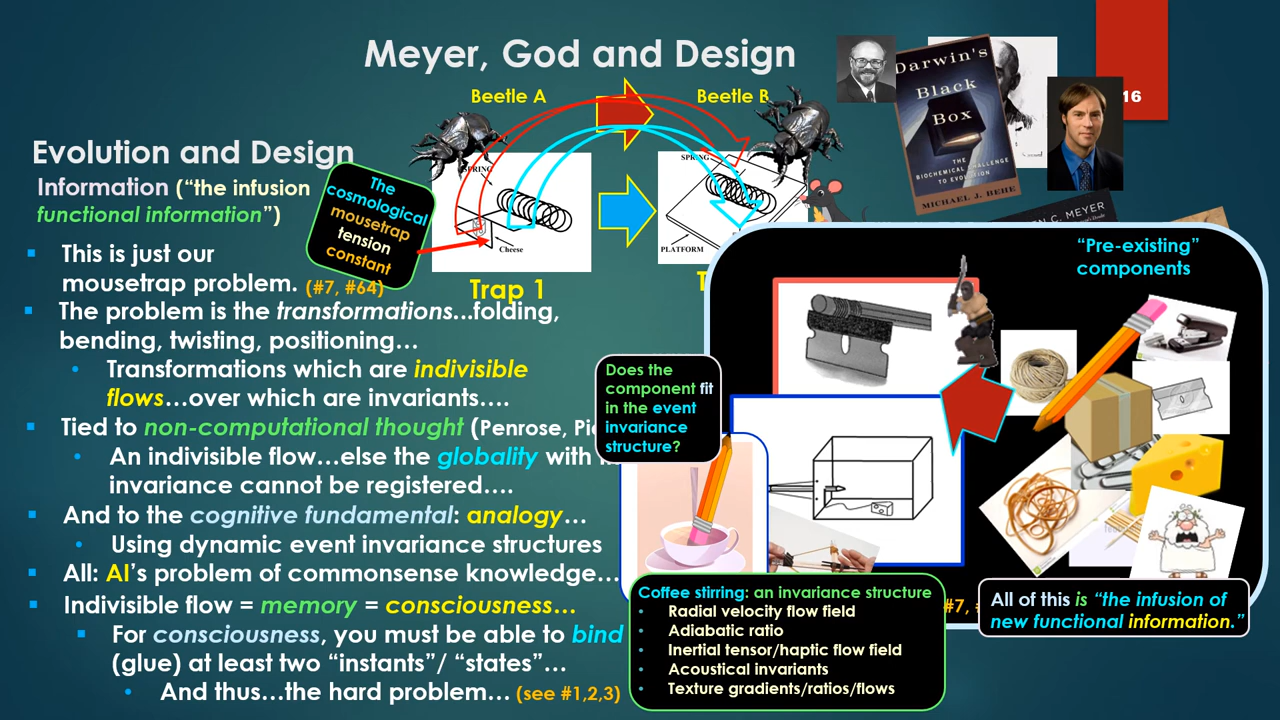 Meyer, God and Design
16
Beetle A
Beetle B
Darwin's
Black
Box
THE
BIOCHEMICAL CHALLENGE
TO EVOLUTION
MICHAEL J. BEHE
C. MEYER
Evolution and Design
Information (“the infusion
functional information”)
The
cosmological
mousetrap
tension
constant
SPRING
Cheese
Trap 1
SPRING
PLATFORM
This is just our
mousetrap problem. (#7, #64)
The problem is the transformations...folding,
bending, twisting, positioning…
Transformations which are indivisible
flows…over which are invariants….
Tied to non-computational thought (Penrose,
An indivisible flow…else the globality with
invariance cannot be registered….
And to the cognitive fundamental: analogy…
Using dynamic event invariance structures
All: AI’s problem of commonsense knowledge…
Indivisible flow = memory = consciousness…
For consciousness, you must be able to bind
(glue) at least two “instants”/ “states”…
And thus…the hard problem… (see #1,2,3)
“Pre-existing”
components
Does the
component fit
in the event
invariance
structure?
Coffee stirring: an invariance structure
Radial velocity flow field
Adiabatic ratio
Inertial tensor/haptic flow field
Acoustical invariants
Texture gradients/ratios/flows
#7,
All of this is “the infusion of
new functional information.”